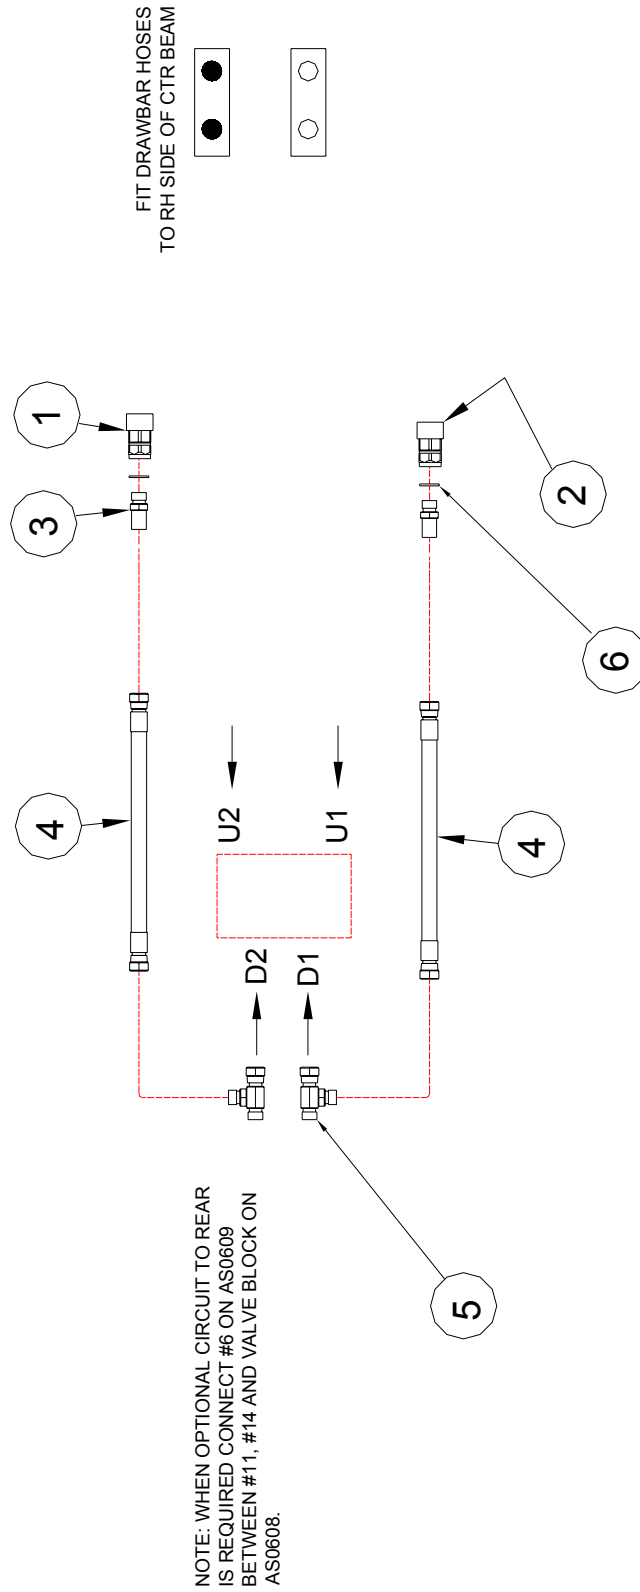 FIT DRAWBAR HOSES
TO RH SIDE OF CTR BEAM
1
3
2
6
4
U2
U1
4
D2
D1
5
NOTE: WHEN OPTIONAL CIRCUIT TO REAR
IS REQUIRED CONNECT #6 ON AS0609
BETWEEN #11, #14 AND VALVE BLOCK ON
AS0608.